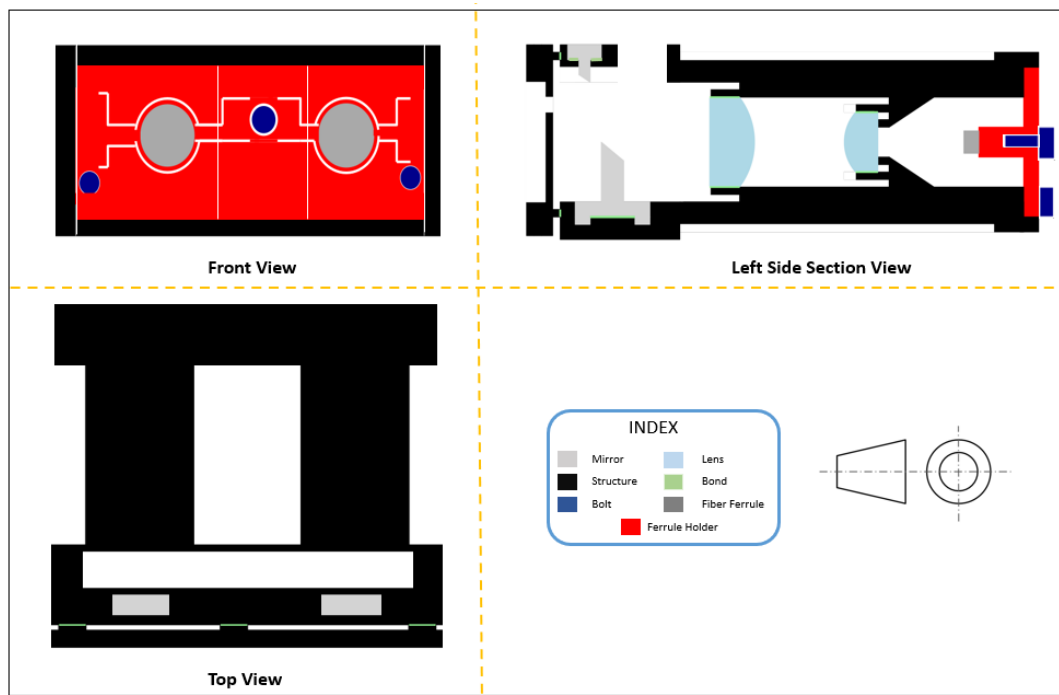 Front View
Left Side Section View
Top View
INDEX
Mirror
Lens
Structure
Bond
Bolt
Fiber Ferrule
Ferrule Holder